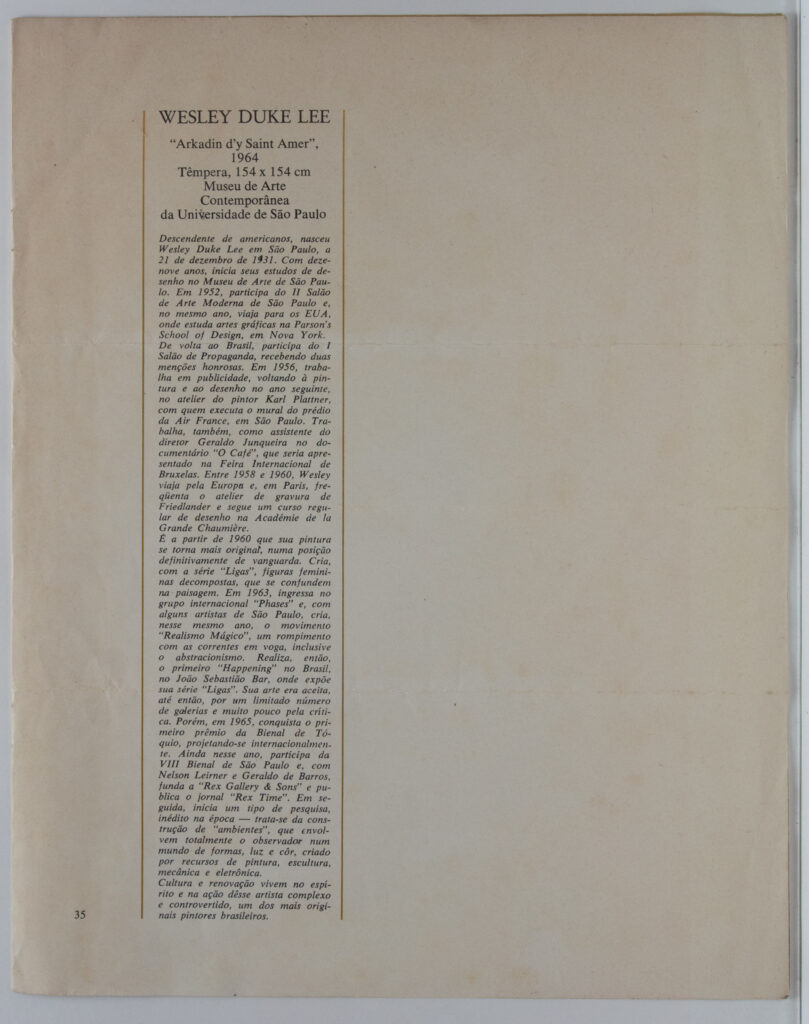 WESLEY DUKE LEE
“Arkadin d’y Saint Amer”,
1964
Têmpera, 154 x 154 cm
Museu de Arte
Contemporânea
da Universidade de São Paulo
Descendente de americanos, nasceu
Wesley Duke Lee em São Paulo, a
21 de dezembro de 1931. Com deze-
nove anos, inicia seus estudos de de-
senho no Museu de Arte de São Pau-
lo. Em 1952, participa do II Salão
de Arte Moderna de São Paulo e,
no mesmo ano, viaja para os EUA,
onde estuda artes gráficas na Parson’s
School of Design, em Nova York.
De volta ao Brasil, participa do I
Salão de Propaganda, recebendo duas
menções honrosas. Em 1956, traba-
lha em publicidade, voltando à pin-
tura e ao desenho no ano seguinte,
no atelier do pintor Karl Plattner,
com quem executa o mural do prédio
da Air France, em São Paulo. Tra-
balha, também, como assistente do
diretor Geraldo Junqueira no do-
cumentário “O Café”, que seria apre-
sentado na Feira Internacional de
Bruxelas. Entre 1958 e 1960, Wesley
viaja pela Europa e, em Paris, fre-
qüenta o atelier de gravura de
Friedlander e segue um curso regu-
lar de desenho na Académie de la
Grande Chaumière.
É a partir de 1960 que sua pintura
se torna mais original, numa posição
definitivamente de vanguarda. Cria,
com a série “Ligas”, figuras femini-
nas decompostas, que se confundem
na paisagem. Em 1963, ingressa no
grupo internacional “Phases” e, com
alguns artistas de São Paulo, cria,
nesse mesmo ano, o movimento
“Realismo Mágico”, um rompimento
com as correntes em voga, inclusive
o abstracionismo. Realiza, então,
o primeiro “Happening” no Brasil,
no João Sebastião Bar, onde expõe
sua série “Ligas”. Sua arte era aceita,
até então, por um limitado número
de galerias e muito pouco pela críti-
ca. Porém, em 1965, conquista o pri-
meiro prêmio da Bienal de Tó-
quio, projetando-se internacionalmen-
te. Ainda nesse ano, participa da
VIII Bienal de São Paulo e, com
Nelson Leirner e Geraldo de Barros,
funda a “Rex Gallery & Sons” e pu-
blica o jornal “Rex Time”. Em se-
guida, inicia um tipo de pesquisa,
inédito na época — trata-se da cons-
trução de “ambientes”, que envol-
vem totalmente o observador num
mundo de formas, luz e côr, criado
por recursos de pintura, escultura,
mecânica e eletrônica.
Cultura e renovação vivem no espí-
rito e na ação dêsse artista complexo
e controvertido, um dos mais origi-
nais pintores brasileiros.
35